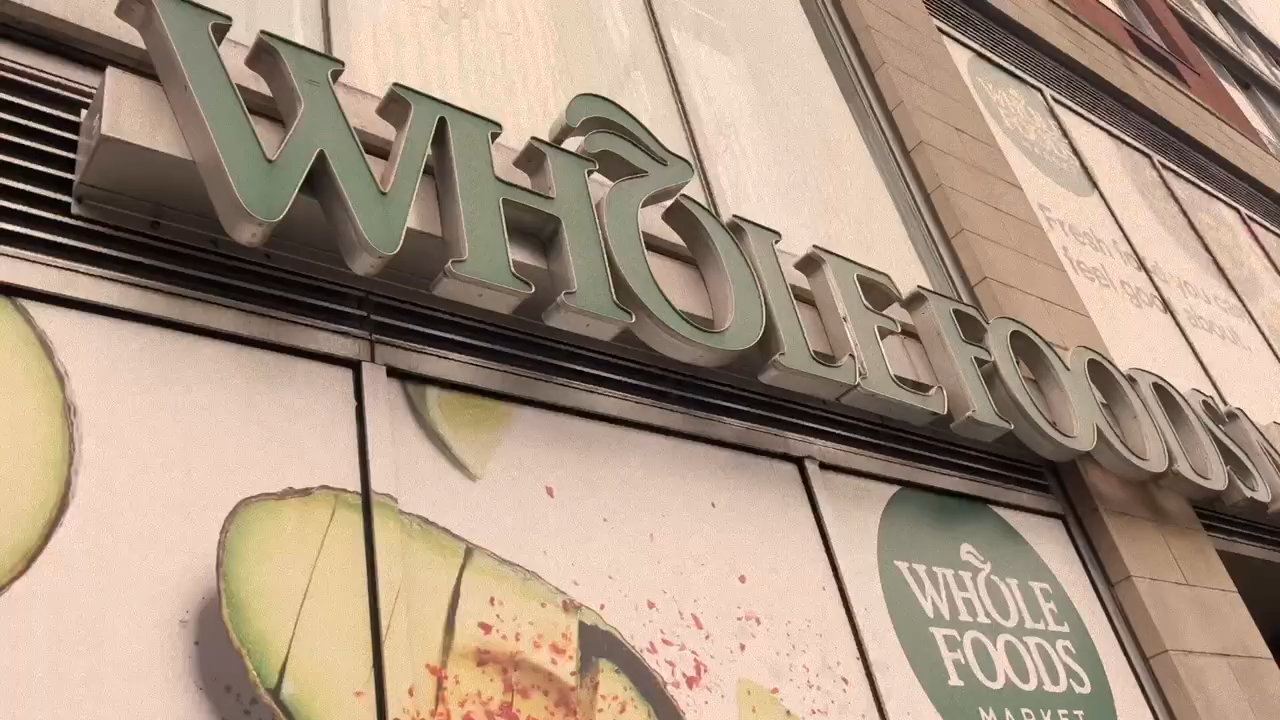 WHOLE FOODS
Fresh food you can
feel good about.
WHOLE
FOODS
MARKET